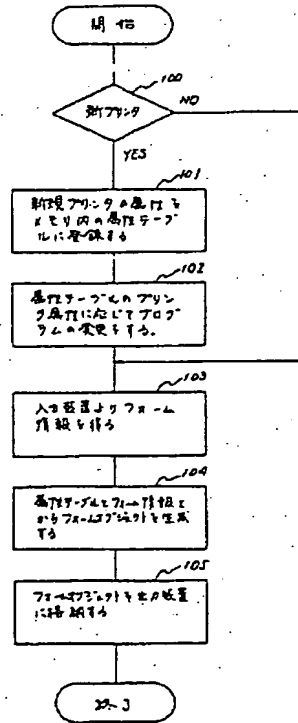 開始
100
新プリンタ
NO
YES
101
新規プリンタの属性を
メモリ内の属性テーブ
ルに登録する
102
属性テーブルのプリン
タ属性に応じてプログ
ラムの変更をする。
103
入力装置よりフォーム
情報を得る
104
属性テーブルとフォーム情報と
からフォームオブジェクトを生成
する
105
フォームオブジェクトを出力装置
に格納する
終了